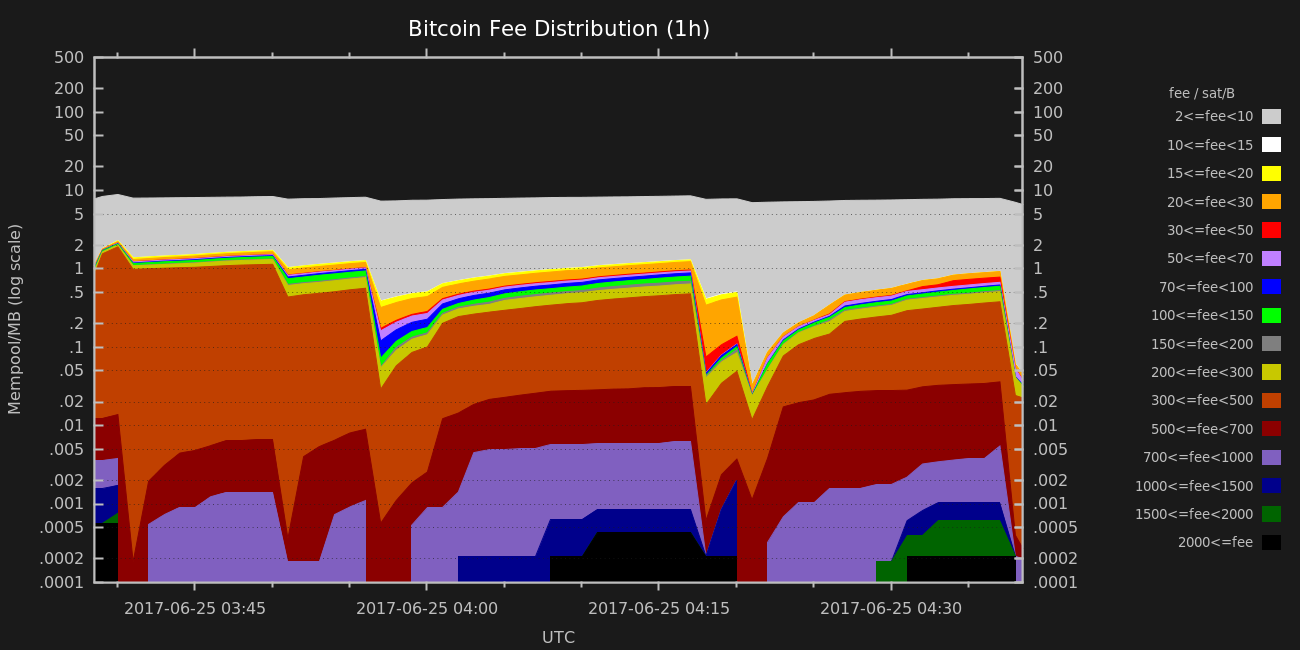 Bitcoin Fee Distribution (1h)
500
200
100
50
20
10
5
2
1
.5
.2
.1
.05
.02
.01
.005
.002
.001
.0005
.0002
.0001
Mempool/MB (log scale)
500
200
100
50
20
10
5
2
1
.5
.2
.1
.05
.02
.01
.005
.002
.001
.0005
.0002
.0001
2017-06-25 03:45 2017-06-25 04:00 2017-06-25 04:15 2017-06-25 04:30
UTC
fee / sat/B
2<=fee<10
10<=fee<15
15<=fee<20
20<=fee<30
30<=fee<50
50<=fee<70
70<=fee<100
100<=fee<150
150<=fee<200
200<=fee<300
300<=fee<500
500<=fee<700
700<=fee<1000
1000<=fee<1500
1500<=fee<2000
2000<=fee